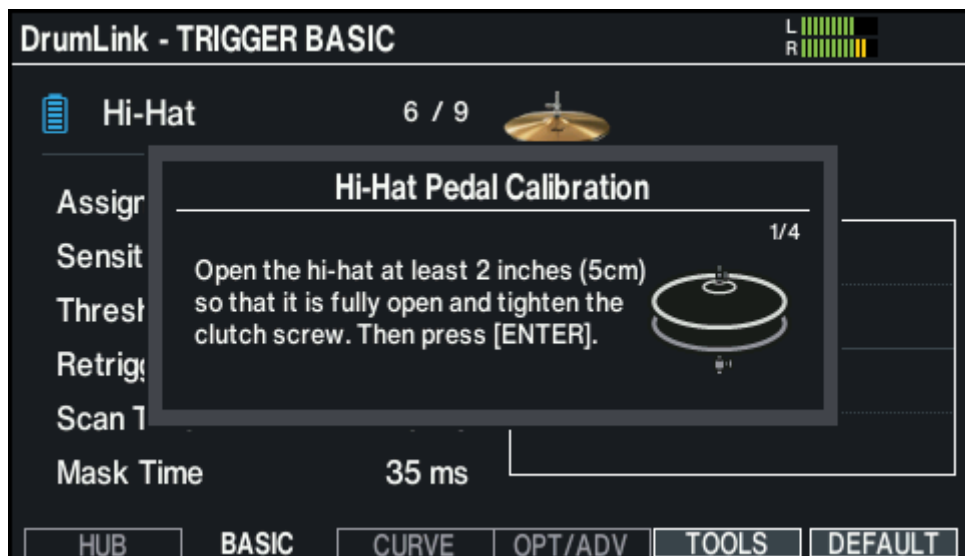 DrumLink - TRIGGER BASIC
L
R
Hi-Hat 6 / 9
Hi-Hat Pedal Calibration
1/4
Open the hi-hat at least 2 inches (5cm)
so that it is fully open and tighten the
clutch screw. Then press [ENTER].
Mask Time 35 ms
HUB BASIC CURVE OPT/ADV TOOLS DEFAULT